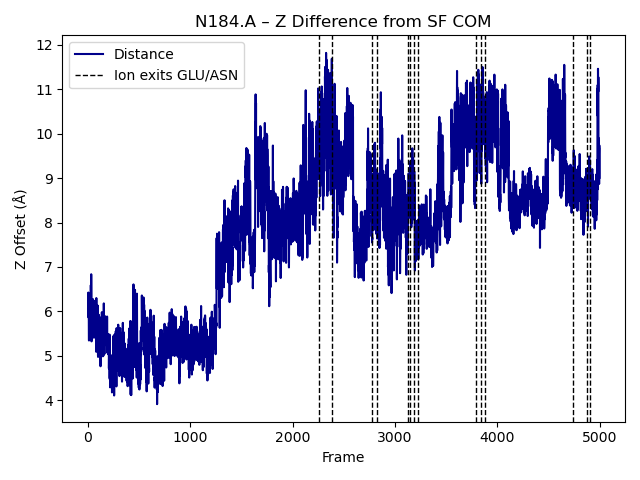 N184.A – Z Difference from SF COM
Distance
Ion exits GLU/ASN
12
11
10
9
8
7
6
5
4
Z Offset (Å)
0 1000 2000 3000 4000 5000
Frame